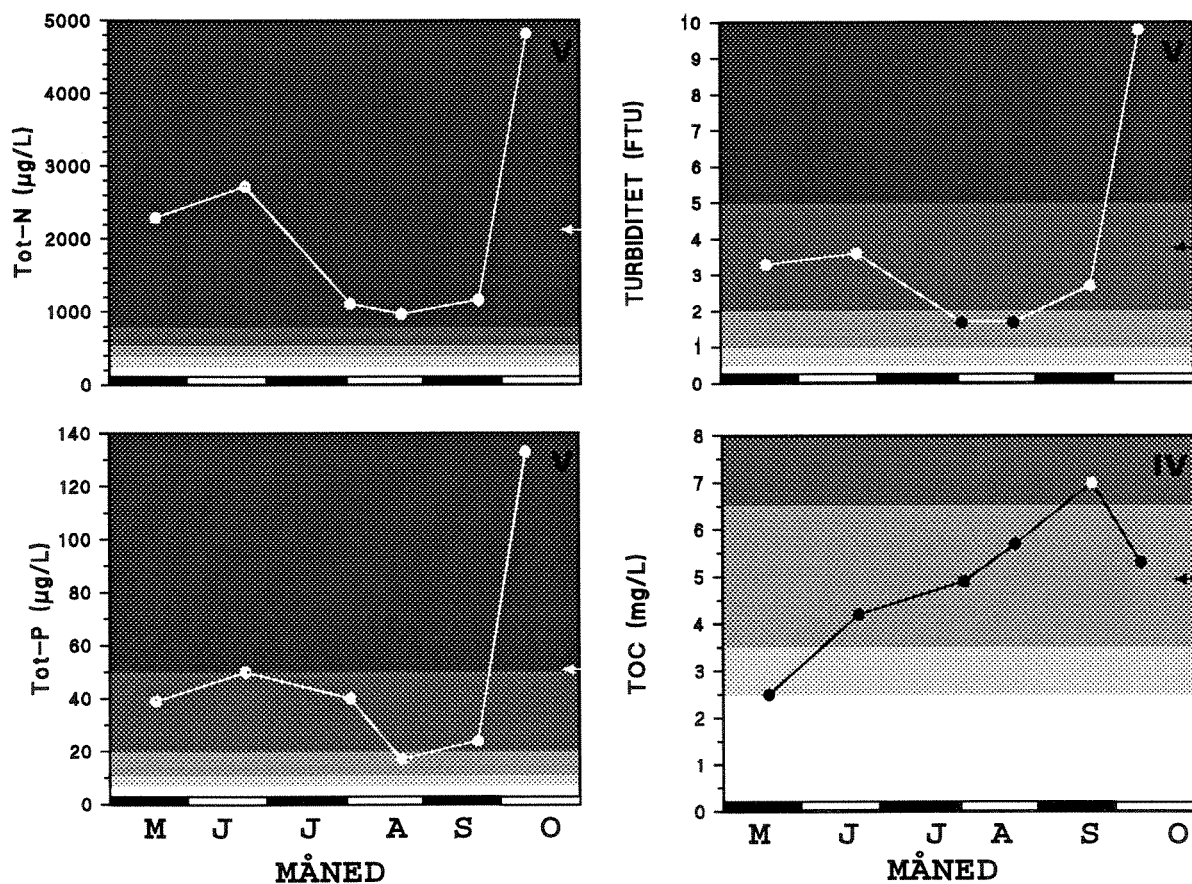 Tot-N (µg/L)
5000
4000
3000
2000
1000
0
V
TURBIDITET (FTU)
10
9
8
7
6
5
4
3
2
1
0
V
Tot-P (µg/L)
140
120
100
80
60
40
20
0
V
M J J A S O
MÅNED
TOC (mg/L)
8
7
6
5
4
3
2
1
0
IV
M J J A S O
MÅNED